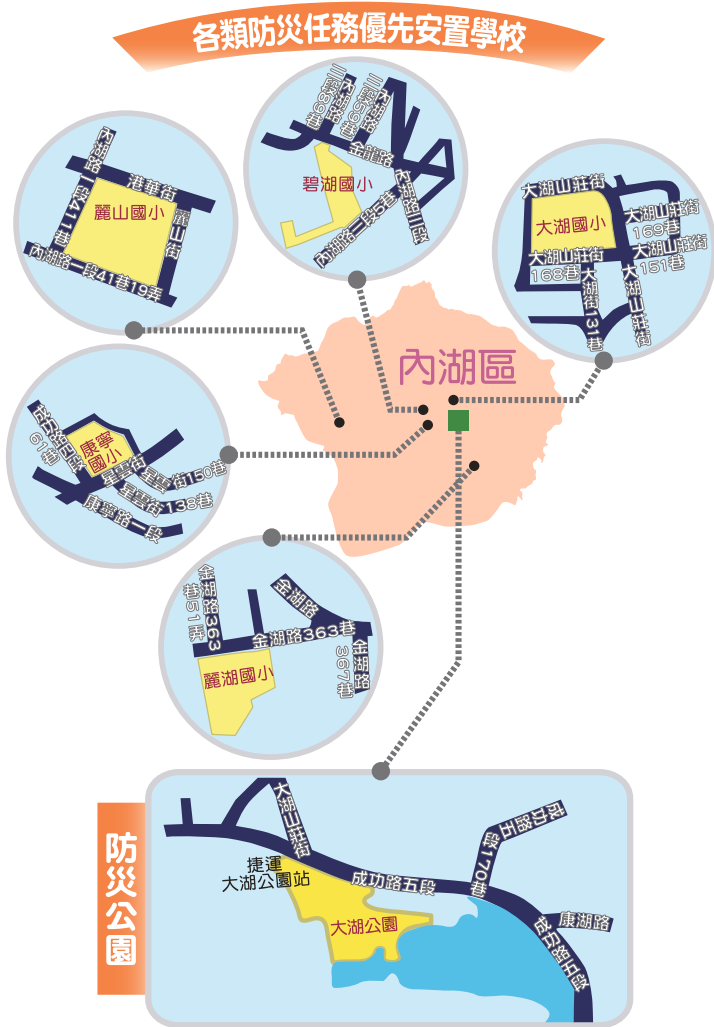 各類防災任務優先安置學校
內湖路一段411巷
港華街
麗山國小
麗山街
內湖路一段41巷19弄
內湖路二段89巷
內湖路二段59巷
金龍路
碧湖國小
內湖路二段
內湖路二段5巷
大湖山莊街
大湖國小
大湖山莊街
169巷
大湖山莊街
151巷
大湖山莊街
168巷
大湖街131巷
大湖山莊街
內湖區
成功路四段
61巷
康寧
國小
星雲街
星雲街150巷
星雲街138巷
康寧路一段
金湖路363
巷51弄
金湖路
金湖路363巷
金湖路
367巷
麗湖國小
防災公園
大湖山莊街
捷運
大湖公園站
成功路五段
大湖公園
成功路五
段170巷
康湖路
成功路五段